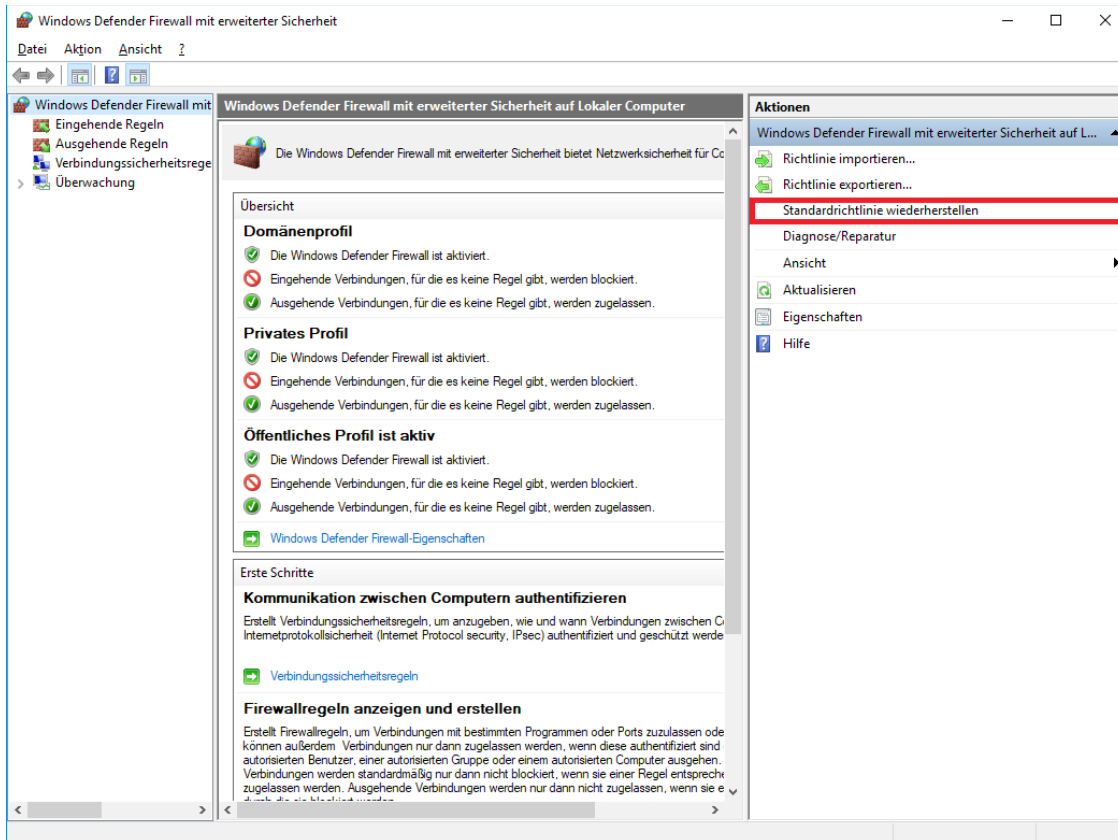 Windows Defender Firewall mit erweiterter Sicherheit
Datei Aktion Ansicht ?
Windows Defender Firewall mit
Eingehende Regeln
Ausgehende Regeln
Verbindungssicherheitsrege
Überwachung
Windows Defender Firewall mit erweiterter Sicherheit auf Lokaler Computer
Die Windows Defender Firewall mit erweiterter Sicherheit bietet Netzwerksicherheit für Co
Übersicht
Domänenprofil
Die Windows Defender Firewall ist aktiviert.
Eingehende Verbindungen, für die es keine Regel gibt, werden blockiert.
Ausgehende Verbindungen, für die es keine Regel gibt, werden zugelassen.
Privates Profil
Die Windows Defender Firewall ist aktiviert.
Eingehende Verbindungen, für die es keine Regel gibt, werden blockiert.
Ausgehende Verbindungen, für die es keine Regel gibt, werden zugelassen.
Öffentliches Profil ist aktiv
Die Windows Defender Firewall ist aktiviert.
Eingehende Verbindungen, für die es keine Regel gibt, werden blockiert.
Ausgehende Verbindungen, für die es keine Regel gibt, werden zugelassen.
Windows Defender Firewall-Eigenschaften
Erste Schritte
Kommunikation zwischen Computern authentifizieren
Erstellt Verbindungssicherheitsregeln, um anzugeben, wie und wann Verbindungen zwischen C
Internetprotokollsicherheit (Internet Protocol security, IPsec) authentifiziert und geschützt werde
Verbindungssicherheitsregeln
Firewallregeln anzeigen und erstellen
Erstellt Firewallregeln, um Verbindungen mit bestimmten Programmen oder Ports zuzulassen ode
können außerdem Verbindungen nur dann zugelassen werden, wenn diese authentifiziert sind
autorisierten Benutzer, einer autorisierten Gruppe oder einem autorisierten Computer ausgehen.
Verbindungen werden standardmäßig nur dann nicht blockiert, wenn sie einer Regel entspreche
zugelassen werden. Ausgehende Verbindungen werden nur dann nicht zugelassen, wenn sie e
Aktionen
Windows Defender Firewall mit erweiterter Sicherheit auf L...
Richtlinie importieren...
Richtlinie exportieren...
Standardrichtlinie wiederherstellen
Diagnose/Reparatur
Ansicht
Aktualisieren
Eigenschaften
Hilfe